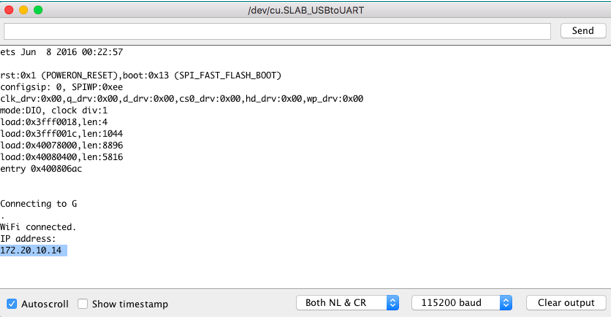 /dev/cu.SLAB_USBtoUART
Send
ets Jun  8 2016 00:22:57
rst:0x1 (POWERON_RESET),boot:0x13 (SPI_FAST_FLASH_BOOT)
configsip: 0, SPIWP:0xee
clk_drv:0x00,q_drv:0x00,d_drv:0x00,cs0_drv:0x00,hd_drv:0x00,wp_drv:0x00
mode:DIO, clock div:1
load:0x3fff0018,len:4
load:0x3fff001c,len:1044
load:0x40078000,len:8896
load:0x40080400,len:5816
entry 0x400806ac
Connecting to G
.
WiFi connected.
IP address:
172.20.10.14
Autoscroll Show timestamp Both NL & CR 115200 baud Clear output